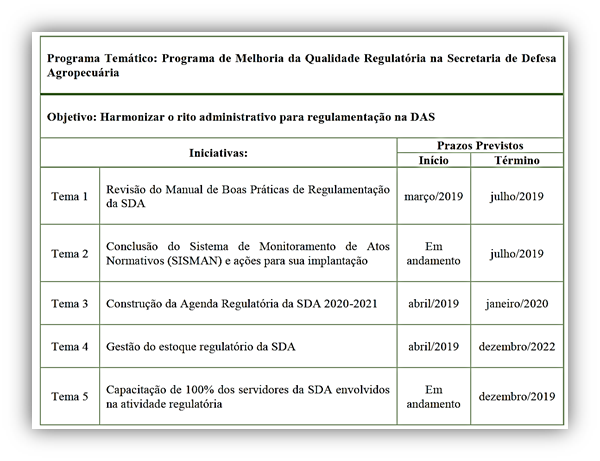 Programa Temático: Programa de Melhoria da Qualidade Regulatória na Secretaria de Defesa
Agropecuária
Objetivo: Harmonizar o rito administrativo para regulamentação na DAS
Iniciativas:
Prazos Previstos
Início
Término
Tema 1
Revisão do Manual de Boas Práticas de Regulamentação
da SDA
março/2019
julho/2019
Tema 2
Conclusão do Sistema de Monitoramento de Atos
Normativos (SISMAN) e ações para sua implantação
Em
andamento
julho/2019
Tema 3
Construção da Agenda Regulatória da SDA 2020-2021
abril/2019
janeiro/2020
Tema 4
Gestão do estoque regulatório da SDA
abril/2019
dezembro/2022
Tema 5
Capacitação de 100% dos servidores da SDA envolvidos
na atividade regulatória
Em
andamento
dezembro/2019